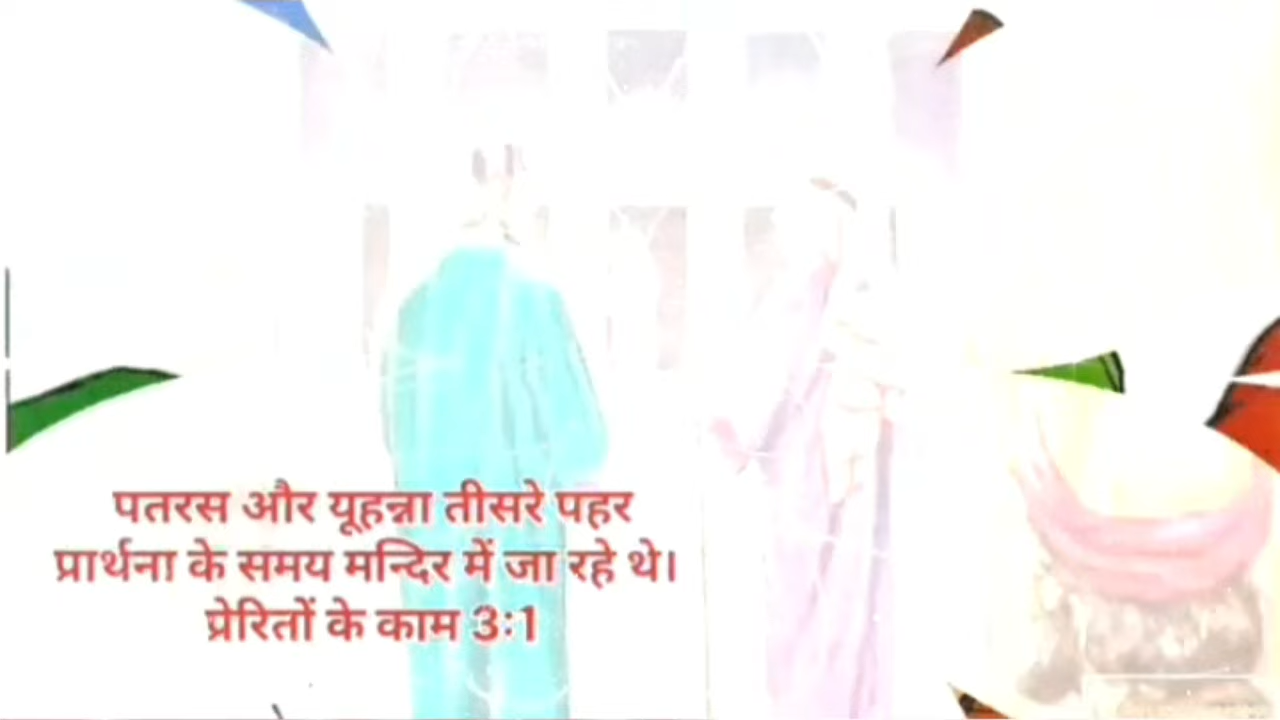 पतरस और यूहन्ना तीसरे पहर
प्रार्थना के समय मन्दिर में जा रहे थे।
प्रेरितों के काम 3:1